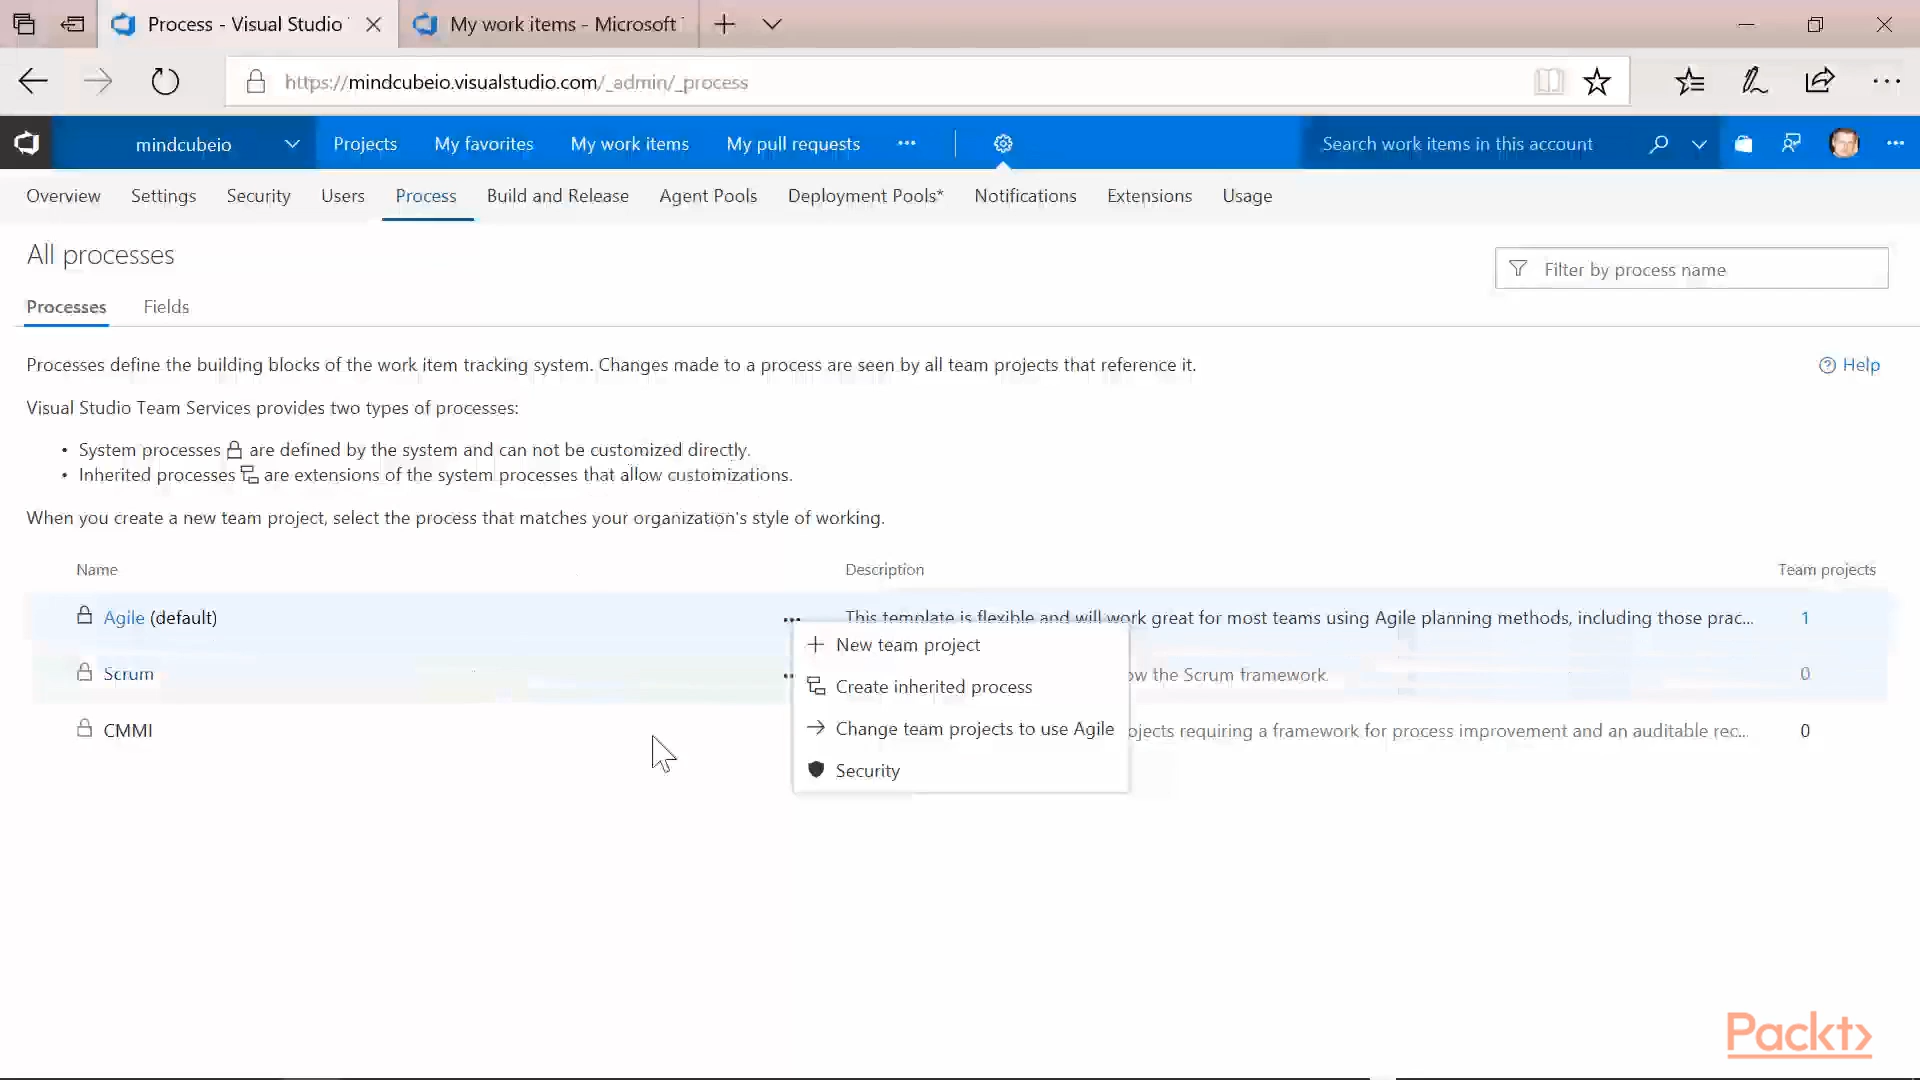 Process - Visual Studio
My work items - Microsoft
https://mindcubeio.visualstudio.com/_admin/_process
mindcubeio Projects My favorites My work items My pull requests Search work items in this account
Overview Settings Security Users Process Build and Release Agent Pools Deployment Pools* Notifications Extensions Usage
All processes
Filter by process name
Processes Fields
Processes define the building blocks of the work item tracking system. Changes made to a process are seen by all team projects that reference it.
Help
Visual Studio Team Services provides two types of processes:
• System processes are defined by the system and can not be customized directly.
• Inherited processes are extensions of the system processes that allow customizations.
When you create a new team project, select the process that matches your organization's style of working.
Name Description Team projects
Agile (default) This template is flexible and will work great for most teams using Agile planning methods, including those prac... 1
New team project
Scrum ow the Scrum framework. 0
Create inherited process
CMMI ojects requiring a framework for process improvement and an auditable rec... 0
Change team projects to use Agile
Security
Packt>